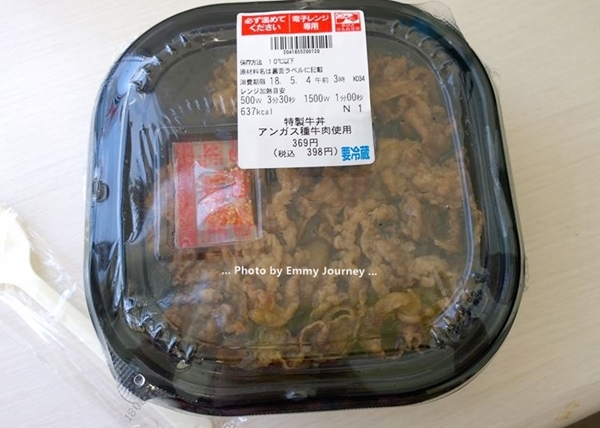 必ず温めて
ください
電子レンジ
専用
2041855200120
保存方法 10℃以下
原材料名は裏面ラベルに記載
消費期限 18. 5. 4 午前 3時 K034
レンジ加熱目安
500W 3分30秒 1500W 1分00秒
637kcal N 1
特製牛丼
アンガス種牛肉使用
369円
(税込 398円)
要冷蔵
... Photo by Emmy Journey ...